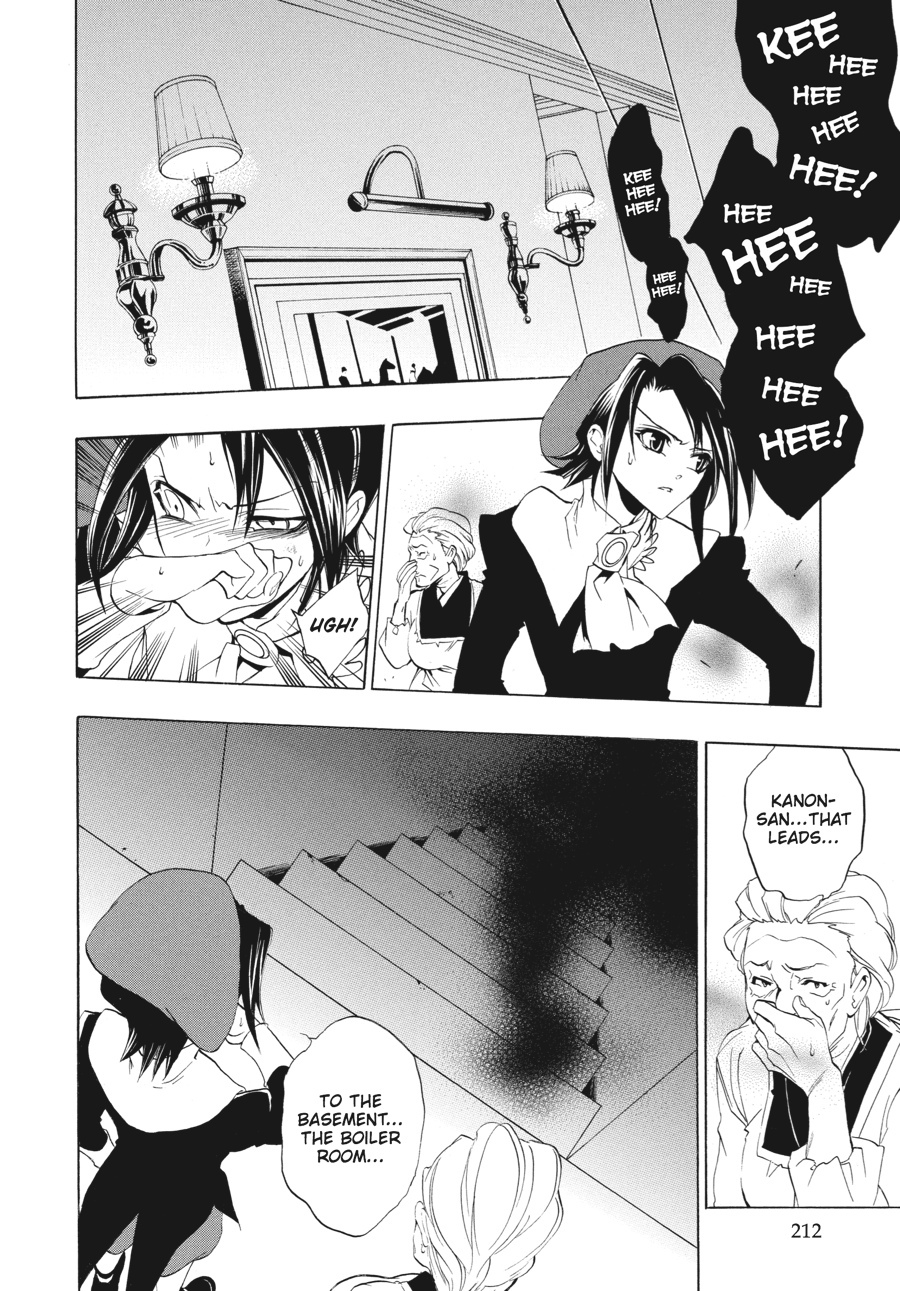 KEE
HEE
HEE
HEE
HEE!
HEE
HEE
HEE
HEE
HEE
HEE!
KEE
HEE
HEE!
HEE
HEE!
UGH!
KANON-
SAN...THAT
LEADS...
TO THE
BASEMENT...
THE BOILER
ROOM...
212